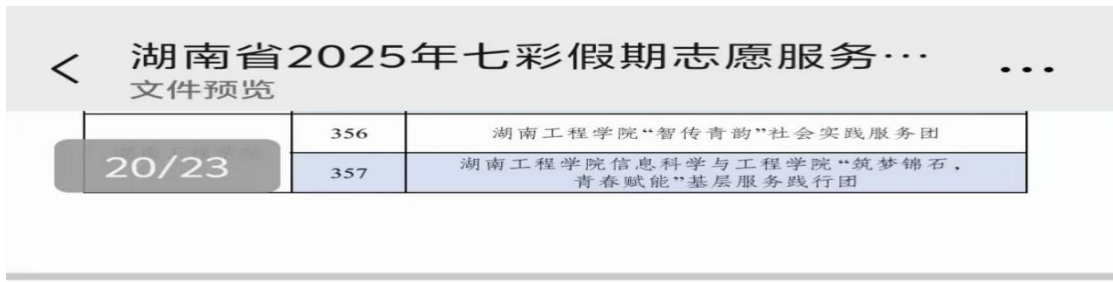 湖南省2025年七彩假期志愿服务…
文件预览
356
湖南工程学院“智传青韵”社会实践服务团
20/23
357
湖南工程学院信息科学与工程学院“筑梦锦石，
青春赋能”基层服务践行团